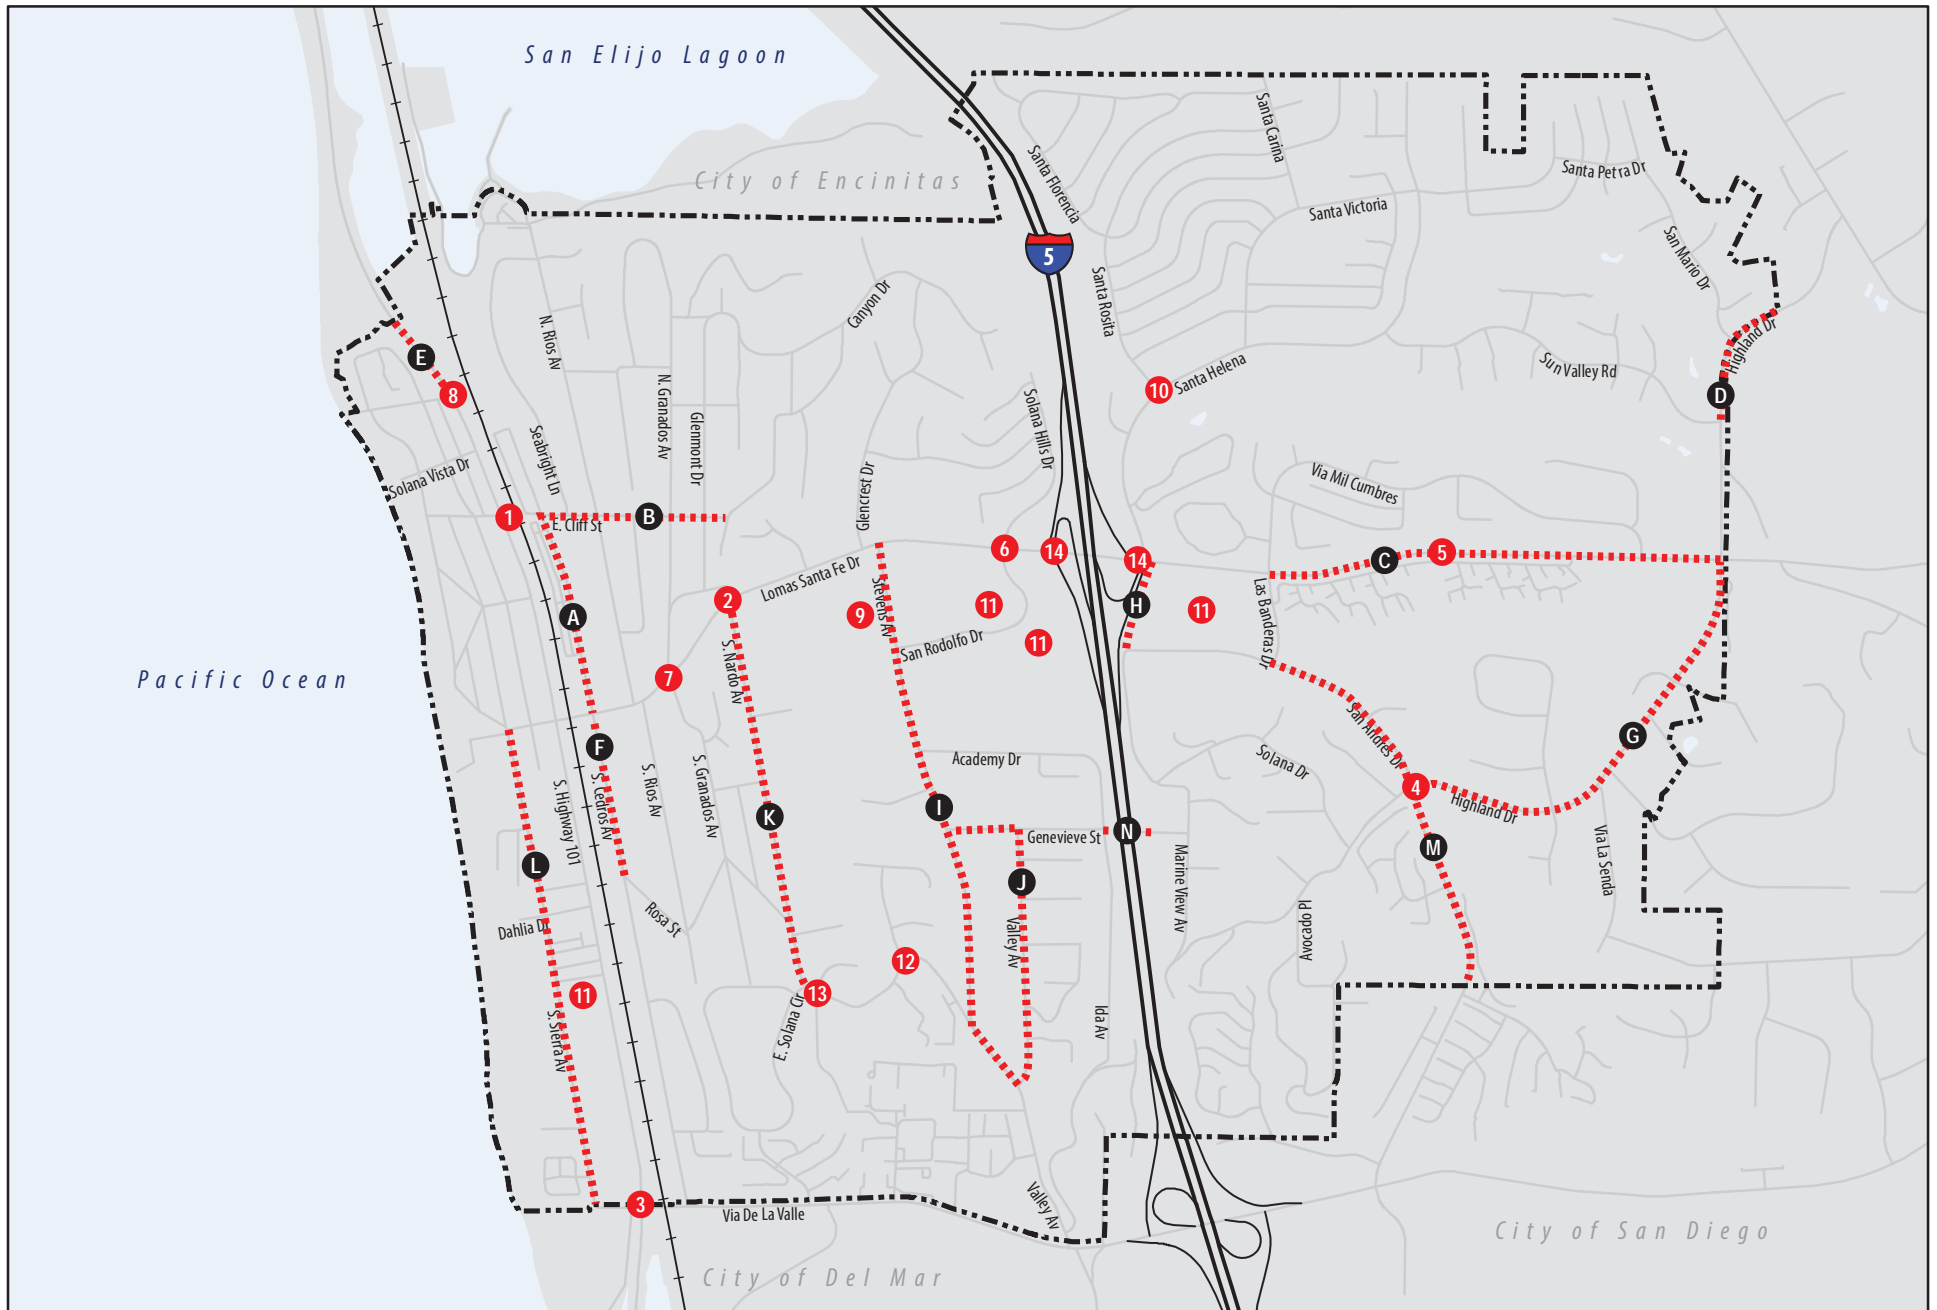 San Elijo Lagoon
City of Encinitas
Santa Florencia
Santa Carina
Santa Petra Dr
Santa Victoria
San Mario Dr
5
Santa Rosita
Canyon Dr
N. Rios Av
Highland Dr
E
8
N. Granados Av
Glenmont Dr
Solana Hills Dr
10
Santa Helena
Sun Valley Rd
D
Solana Vista Dr
Seabright Ln
Glencrest Dr
Via Mil Cumbres
1
E. Cliff St
B
6
14
14
C
5
Lomas Santa Fe Dr
2
A
9
Stevens Av
11
H
11
Las Banderas Dr
San Rodolfo Dr
11
Pacific Ocean
7
S. Nardo Av
F
G
San Andres Dr
Academy Dr
Solana Dr
4
Highland Dr
S. Highway 101
S. Cedros Av
S. Rios Av
S. Granados Av
K
I
Genevieve St
N
M
L
J
Marine View Av
Via La Senda
Dahlia Dr
Rosa St
Valley Av
Avocado Pl
12
11
13
S. Sierra Av
E. Solana Cir
Ida Av
3
Via De La Valle
Valley Av
City of San Diego
City of Del Mar